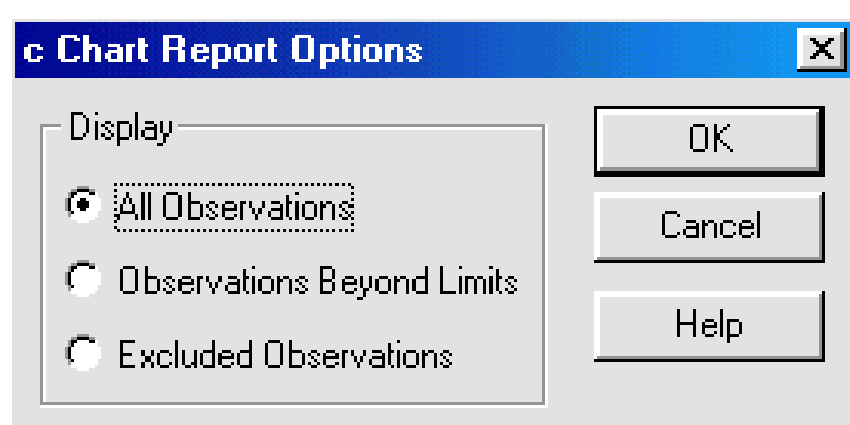 c Chart Report Options
Display
All Observations
Observations Beyond Limits
Excluded Observations
OK
Cancel
Help